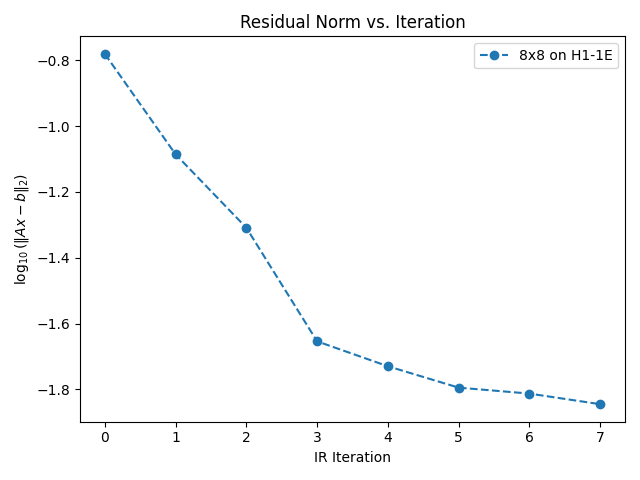 Residual Norm vs. Iteration
8x8 on H1-1E
log₁₀(‖Ax − b‖₂)
−0.8
−1.0
−1.2
−1.4
−1.6
−1.8
0 1 2 3 4 5 6 7
IR Iteration